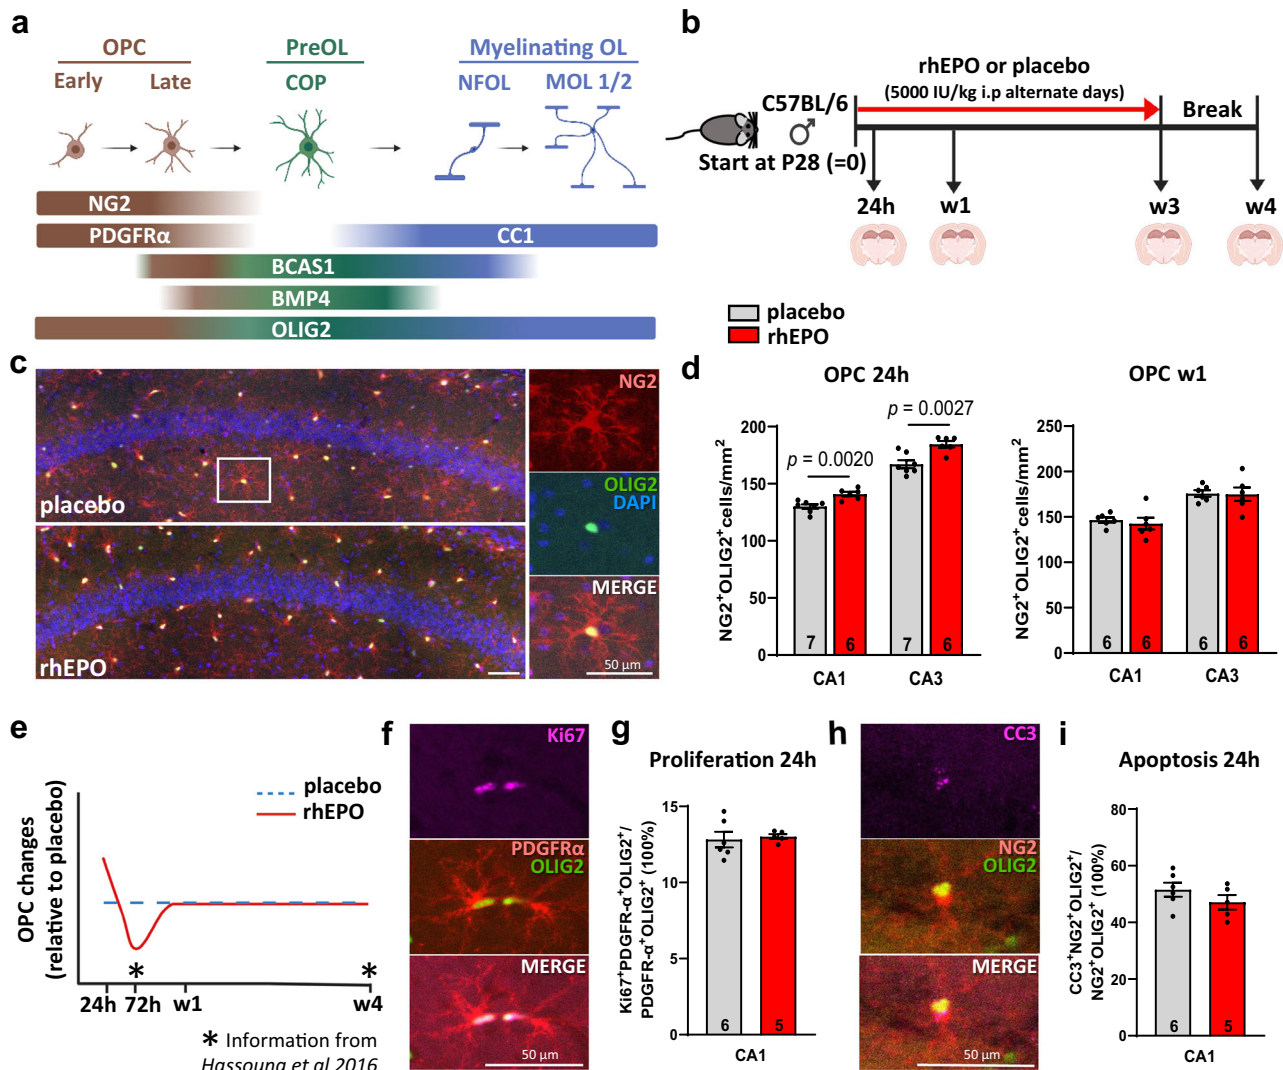 a
OPC
PreOL
Myelinating OL
Early
Late
COP
NFOL
MOL 1/2
NG2
PDGFRα
CC1
BCAS1
BMP4
OLIG2
b
rhEPO or placebo
(5000 IU/kg i.p alternate days)
C57BL/6
♂
Break
Start at P28 (=0)
24h
w1
w3
w4
placebo
rhEPO
c
placebo
rhEPO
NG2
OLIG2
DAPI
MERGE
50 µm
d
OPC 24h
NG2⁺OLIG2⁺cells/mm²
200
150
100
50
0
p = 0.0020
p = 0.0027
7
6
7
6
CA1
CA3
OPC w1
NG2⁺OLIG2⁺cells/mm²
250
200
150
100
50
0
6
6
6
6
CA1
CA3
e
OPC changes
(relative to placebo)
placebo
rhEPO
*
*
24h
72h
w1
w4
* Information from
Hassouna et al 2016
f
Ki67
PDGFRα
OLIG2
MERGE
50 µm
g
Proliferation 24h
Ki67⁺PDGFR-α⁺OLIG2⁺/
PDGFR-α⁺OLIG2⁺ (100%)
15
10
5
0
6
5
CA1
h
CC3
NG2
OLIG2
MERGE
50 µm
i
Apoptosis 24h
CC3⁺NG2⁺OLIG2⁺/
NG2⁺OLIG2⁺ (100%)
80
60
40
20
0
6
5
CA1